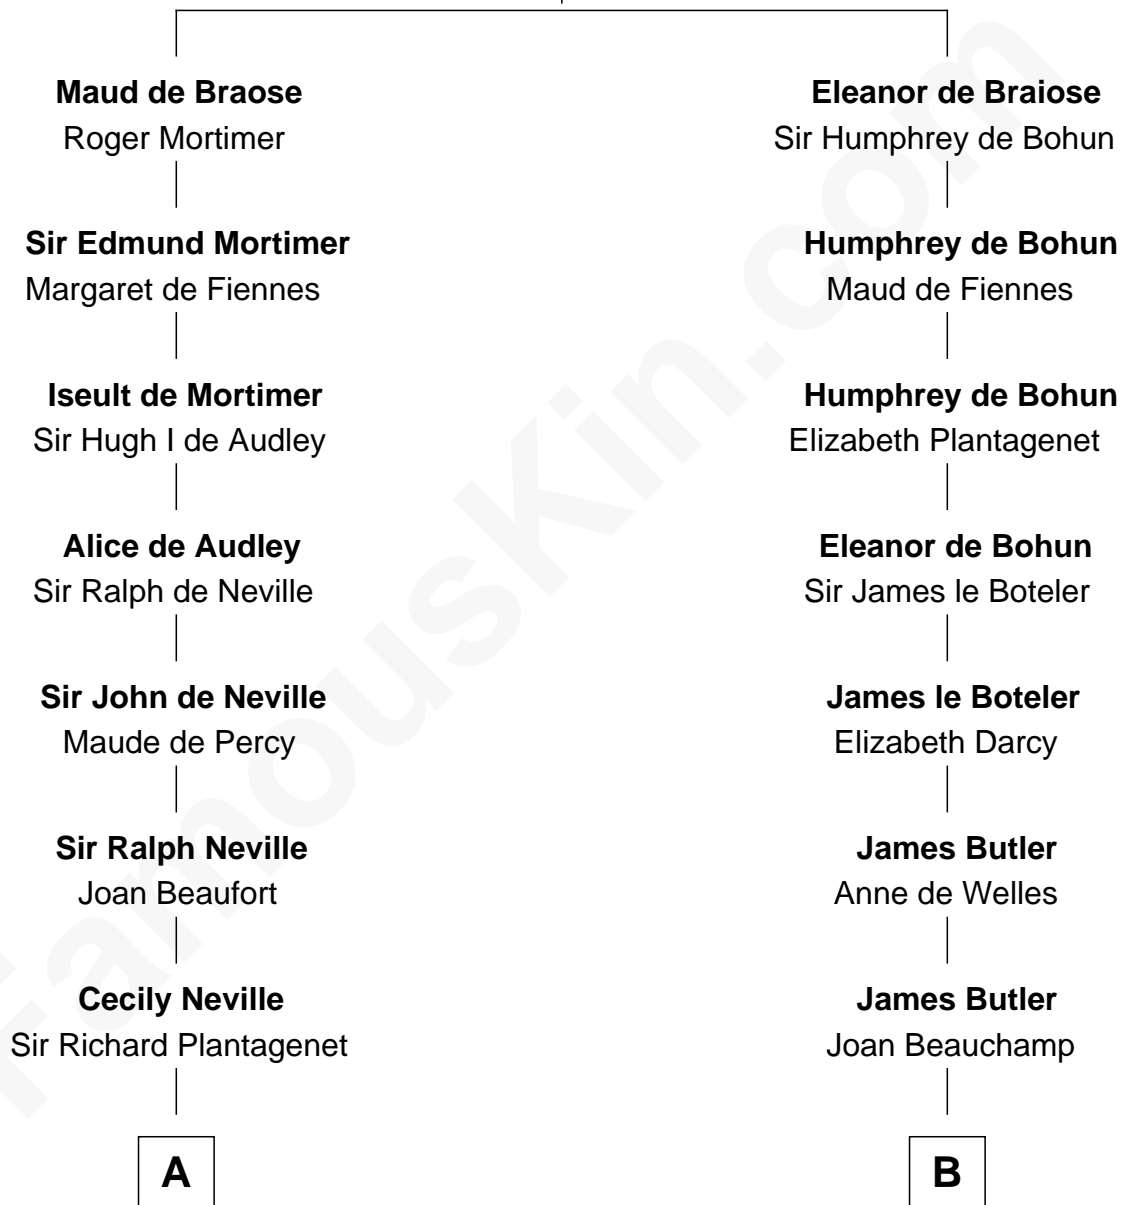 Maud de Braose
Roger Mortimer
Sir Edmund Mortimer
Margaret de Fiennes
Iseult de Mortimer
Sir Hugh I de Audley
Alice de Audley
Sir Ralph de Neville
Sir John de Neville
Maude de Percy
Sir Ralph Neville
Joan Beaufort
Cecily Neville
Sir Richard Plantagenet
A
Eleanor de Braiose
Sir Humphrey de Bohun
Humphrey de Bohun
Maud de Fiennes
Humphrey de Bohun
Elizabeth Plantagenet
Eleanor de Bohun
Sir James le Boteler
James le Boteler
Elizabeth Darcy
James Butler
Anne de Welles
James Butler
Joan Beauchamp
B
FamousKin.com